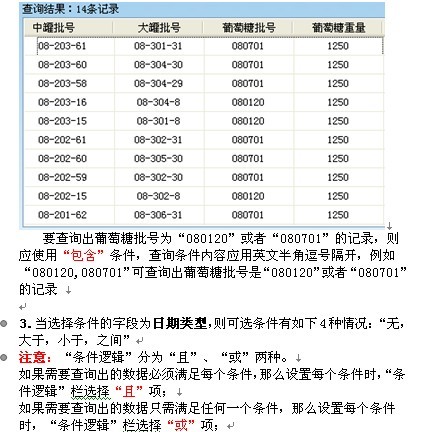 查询结果：14条记录
中罐批号 大罐批号 葡萄糖批号 葡萄糖重量
08-203-61 08-301-31 080701 1250
08-203-60 08-304-30 080701 1250
08-203-58 08-304-29 080701 1250
08-203-16 08-304-8 080120 1250
08-203-15 08-301-8 080120 1250
08-202-61 08-302-31 080701 1250
08-202-60 08-305-30 080701 1250
08-202-59 08-302-30 080701 1250
08-202-15 08-302-8 080120 1250
08-201-62 08-306-31 080701 1250
要查询出葡萄糖批号为“080120”或者“080701”的记录，则
应使用“包含”条件，查询条件内容应用英文半角逗号隔开，例如
“080120,080701”可查询出葡萄糖批号是“080120”或者“080701”
的记录 ↓
● 3.当选择条件的字段为日期类型，则可选条件有如下4种情况：“无，
大于，小于，之间”
● 注意：“条件逻辑”分为“且”、“或”两种。↓
如果需要查询出的数据必须满足每个条件，那么设置每个条件时，“条
件逻辑”栏选择“且”项；
如果需要查询出的数据只需满足任何一个条件，那么设置每个条件
时，“条件逻辑”栏选择“或”项；